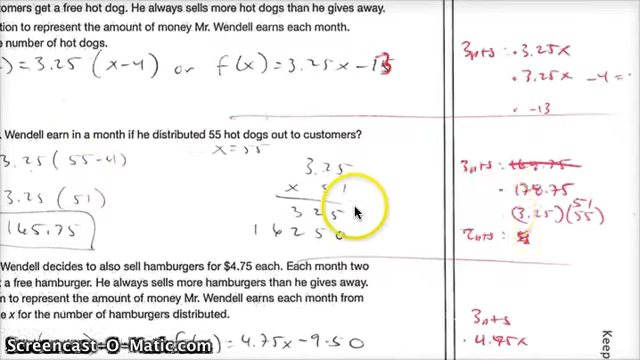 omers get a free hot dog. He always sells more hot dogs than he gives away.
tion to represent the amount of money Mr. Wendell earns each month.
e number of hot dogs.
) = 3.25 (x-4) or f(x) = 3.25x - 13
Wendell earn in a month if he distributed 55 hot dogs out to customers?
x = 55
3.25 (55-4)
3.25 (51)
145.75
3.25
x 51
325
16250
Wendell decides to also sell hamburgers for $4.75 each. Each month two
a free hamburger. He always sells more hamburgers than he gives away.
n to represent the amount of money Mr. Wendell earns each month from
e x for the number of hamburgers distributed.
= 4.75x - 9.50
3pts : • 3.25x
• 3.25x - 4 =
• -13
3pts :
- 178.75
51
(3.25)(55)
2pts :
3pts
• 4.75x
Keep
Screencast-O-Matic.com